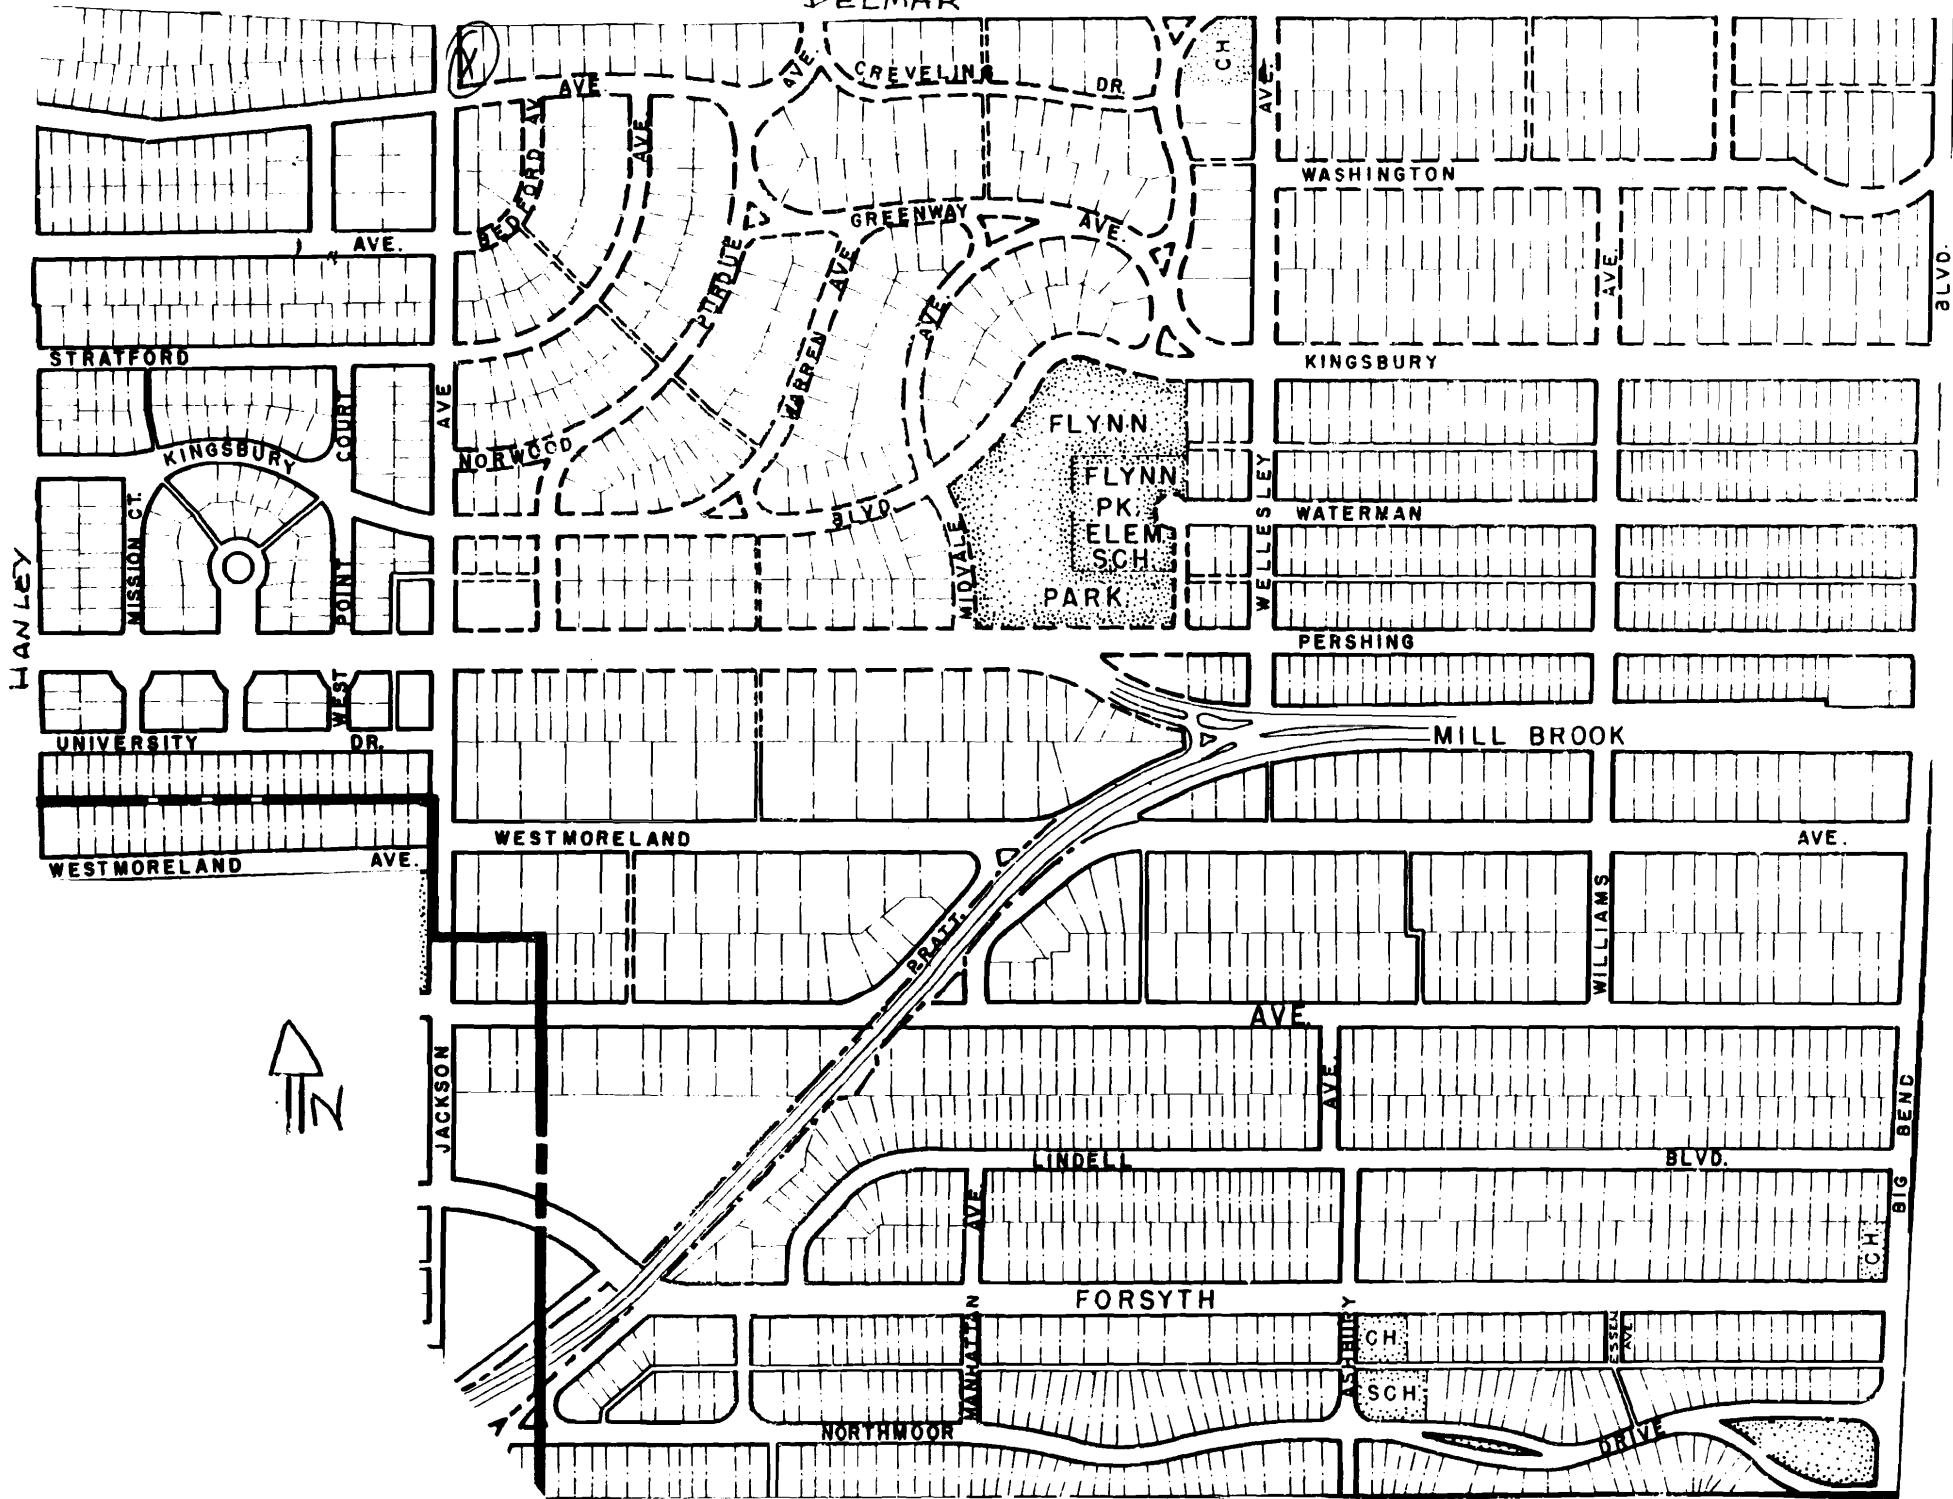 DELMAR
CH
AVE
AVE.
CREVELING
DR.
AVE.
BEDFORD AV
AVE
WASHINGTON
GREENWAY
AVE.
AVE.
PURDUE
AVE
AVE.
AVE
BLVD.
STRATFORD
KINGSBURY
COURT
AVE
WARREN
FLYNN
KINGSBURY
NORWOOD
FLYNN
PK.
ELEM
SCH.
PARK
WELLESLEY
WATERMAN
BLVD
MIDVALE
MISSION CT.
POINT
HANLEY
PERSHING
WEST
UNIVERSITY
DR.
MILL BROOK
WESTMORELAND
AVE.
WESTMORELAND
AVE.
PRATT.
WILLIAMS
AVE.
N
JACKSON
AVE.
BEND
LINDELL
BLVD.
AVE.
BIG
CH.
FORSYTH
MANHATTAN
ASHBURY
CH.
ESSEN
AVE.
SCH.
NORTHMOOR
DRIVE